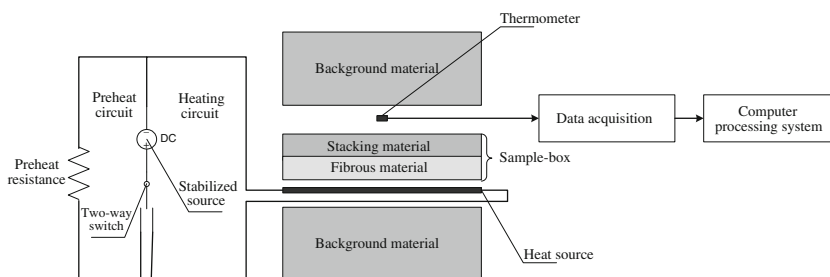 Thermometer
Background material
Preheat
circuit
Heating
circuit
DC
Data acquisition
Computer
processing system
Stacking material
Fibrous material
Sample-box
Preheat
resistance
Stabilized
source
Two-way
switch
Background material
Heat source